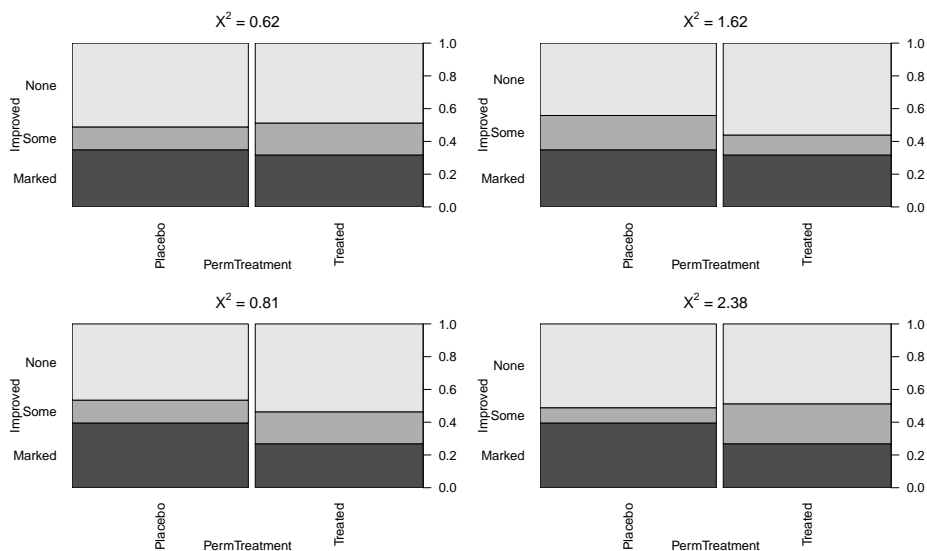 X² = 0.62
None
Some
Marked
Improved
1.0
0.8
0.6
0.4
0.2
0.0
Placebo
Treated
PermTreatment
X² = 1.62
None
Some
Marked
Improved
1.0
0.8
0.6
0.4
0.2
0.0
Placebo
Treated
PermTreatment
X² = 0.81
None
Some
Marked
Improved
1.0
0.8
0.6
0.4
0.2
0.0
Placebo
Treated
PermTreatment
X² = 2.38
None
Some
Marked
Improved
1.0
0.8
0.6
0.4
0.2
0.0
Placebo
Treated
PermTreatment